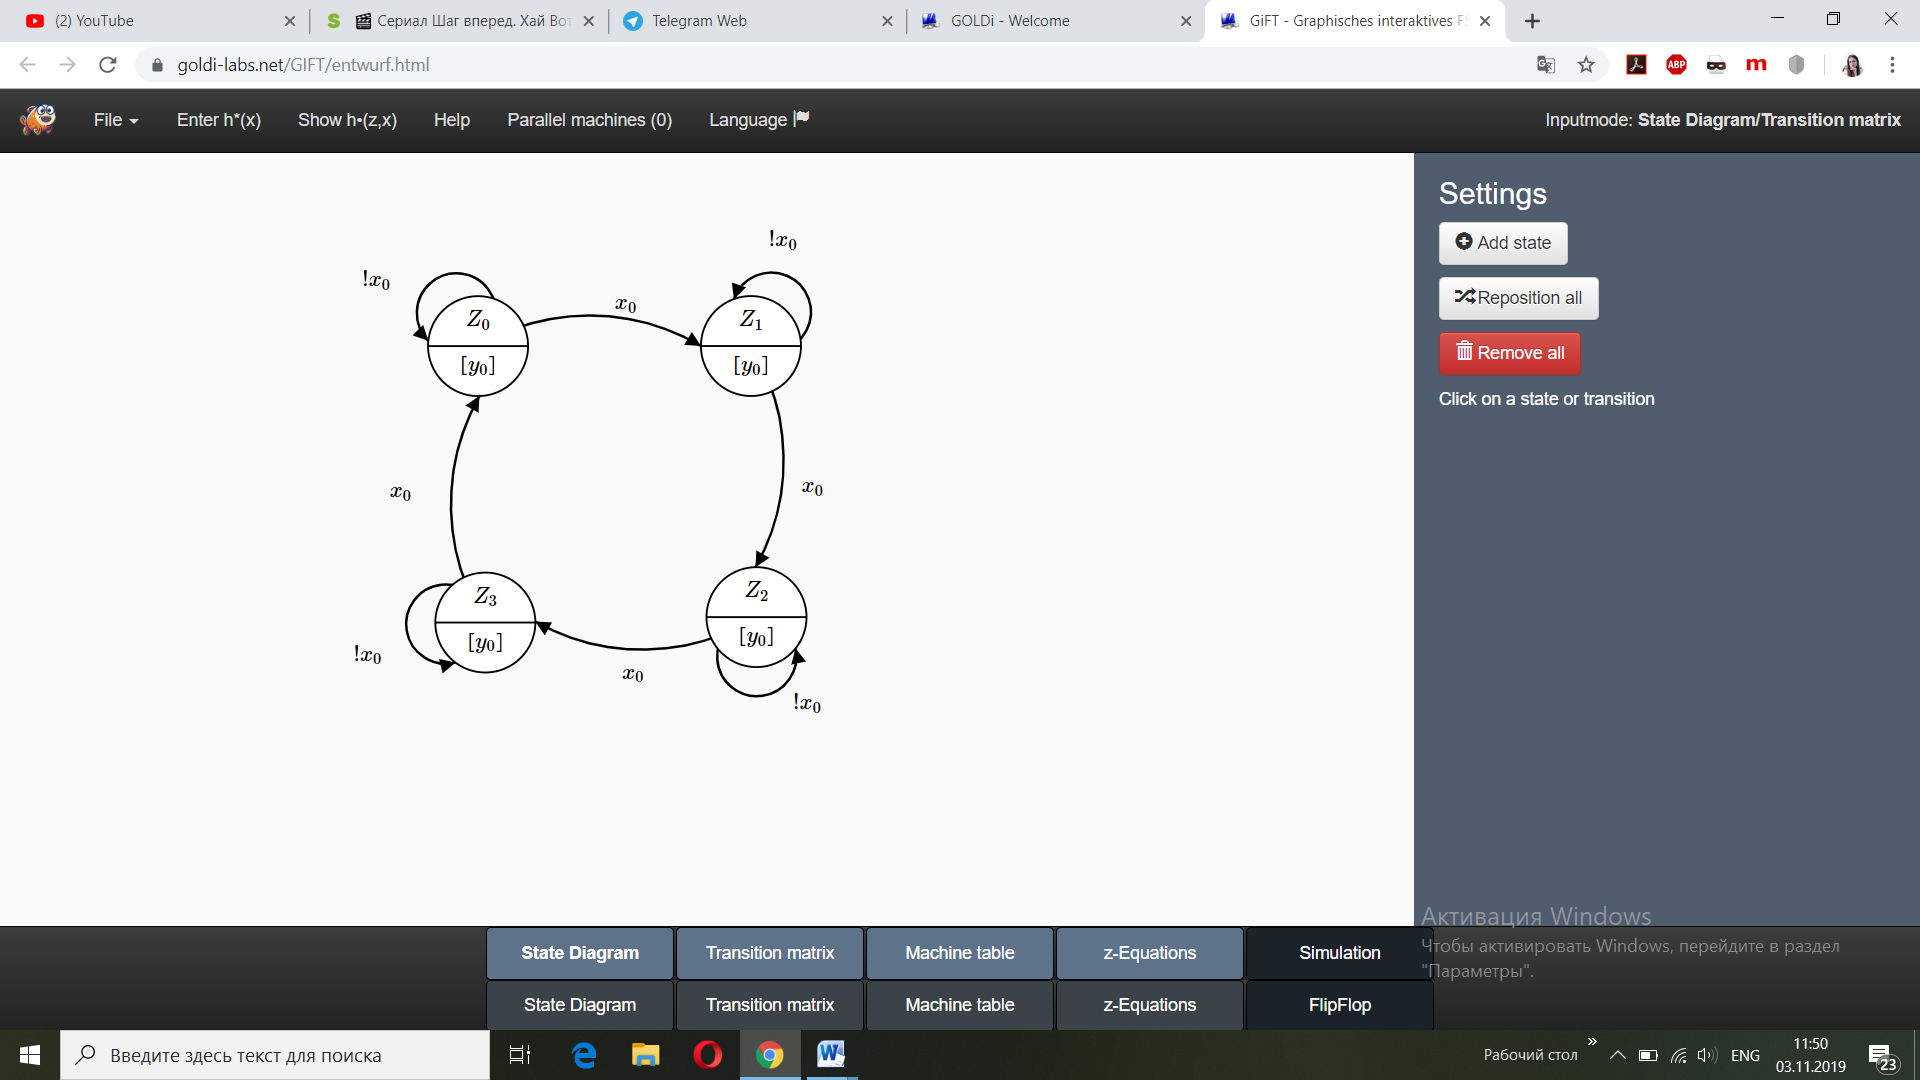 (2) YouTube
Сериал Шаг вперед. Хай Вот
Telegram Web
GOLDi - Welcome
GiFT - Graphisches interaktives FS
goldi-labs.net/GIFT/entwurf.html
ABP
m
File
Enter h*(x)
Show h•(z,x)
Help
Parallel machines (0)
Language
Inputmode: State Diagram/Transition matrix
Settings
Add state
Reposition all
Remove all
Click on a state or transition
!x₀
!x₀
x₀
Z₀
[y₀]
Z₁
[y₀]
x₀
x₀
Z₃
[y₀]
Z₂
[y₀]
!x₀
x₀
!x₀
Активация Windows
Чтобы активировать Windows, перейдите в раздел
"Параметры".
State Diagram
Transition matrix
Machine table
z-Equations
Simulation
State Diagram
Transition matrix
Machine table
z-Equations
FlipFlop
Введите здесь текст для поиска
Рабочий стол
ENG
11:50
03.11.2019
23